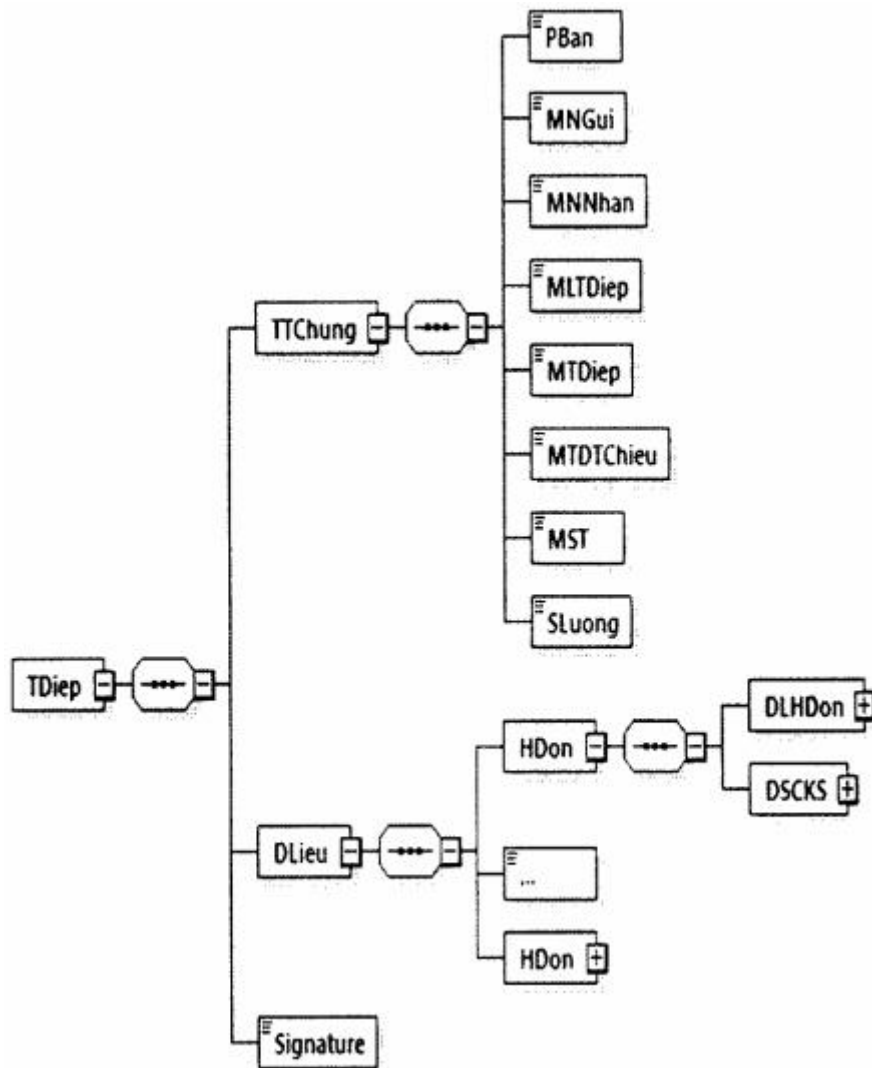 PBan
MNGui
MNNhan
MLTDiep
TTChung
MTDiep
MTDTChieu
MST
SLuong
TDiep
DLHDon
HDon
DSCKS
DLieu
...
HDon
Signature